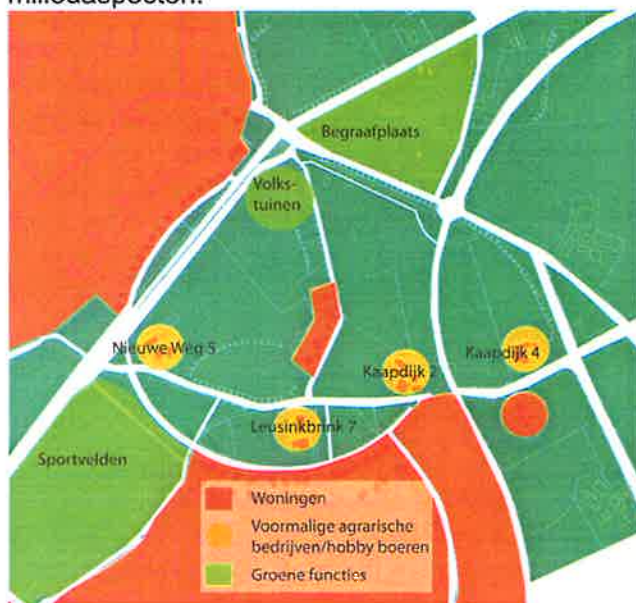 milieuaspecten.
Begraafplaats
Volks-
tuinen
Nieuwe Weg 5
Kaapdijk 2
Kaapdijk 4
Leusinkbrink 7
Sportvelden
Woningen
Voormalige agrarische
bedrijven/hobby boeren
Groene functies